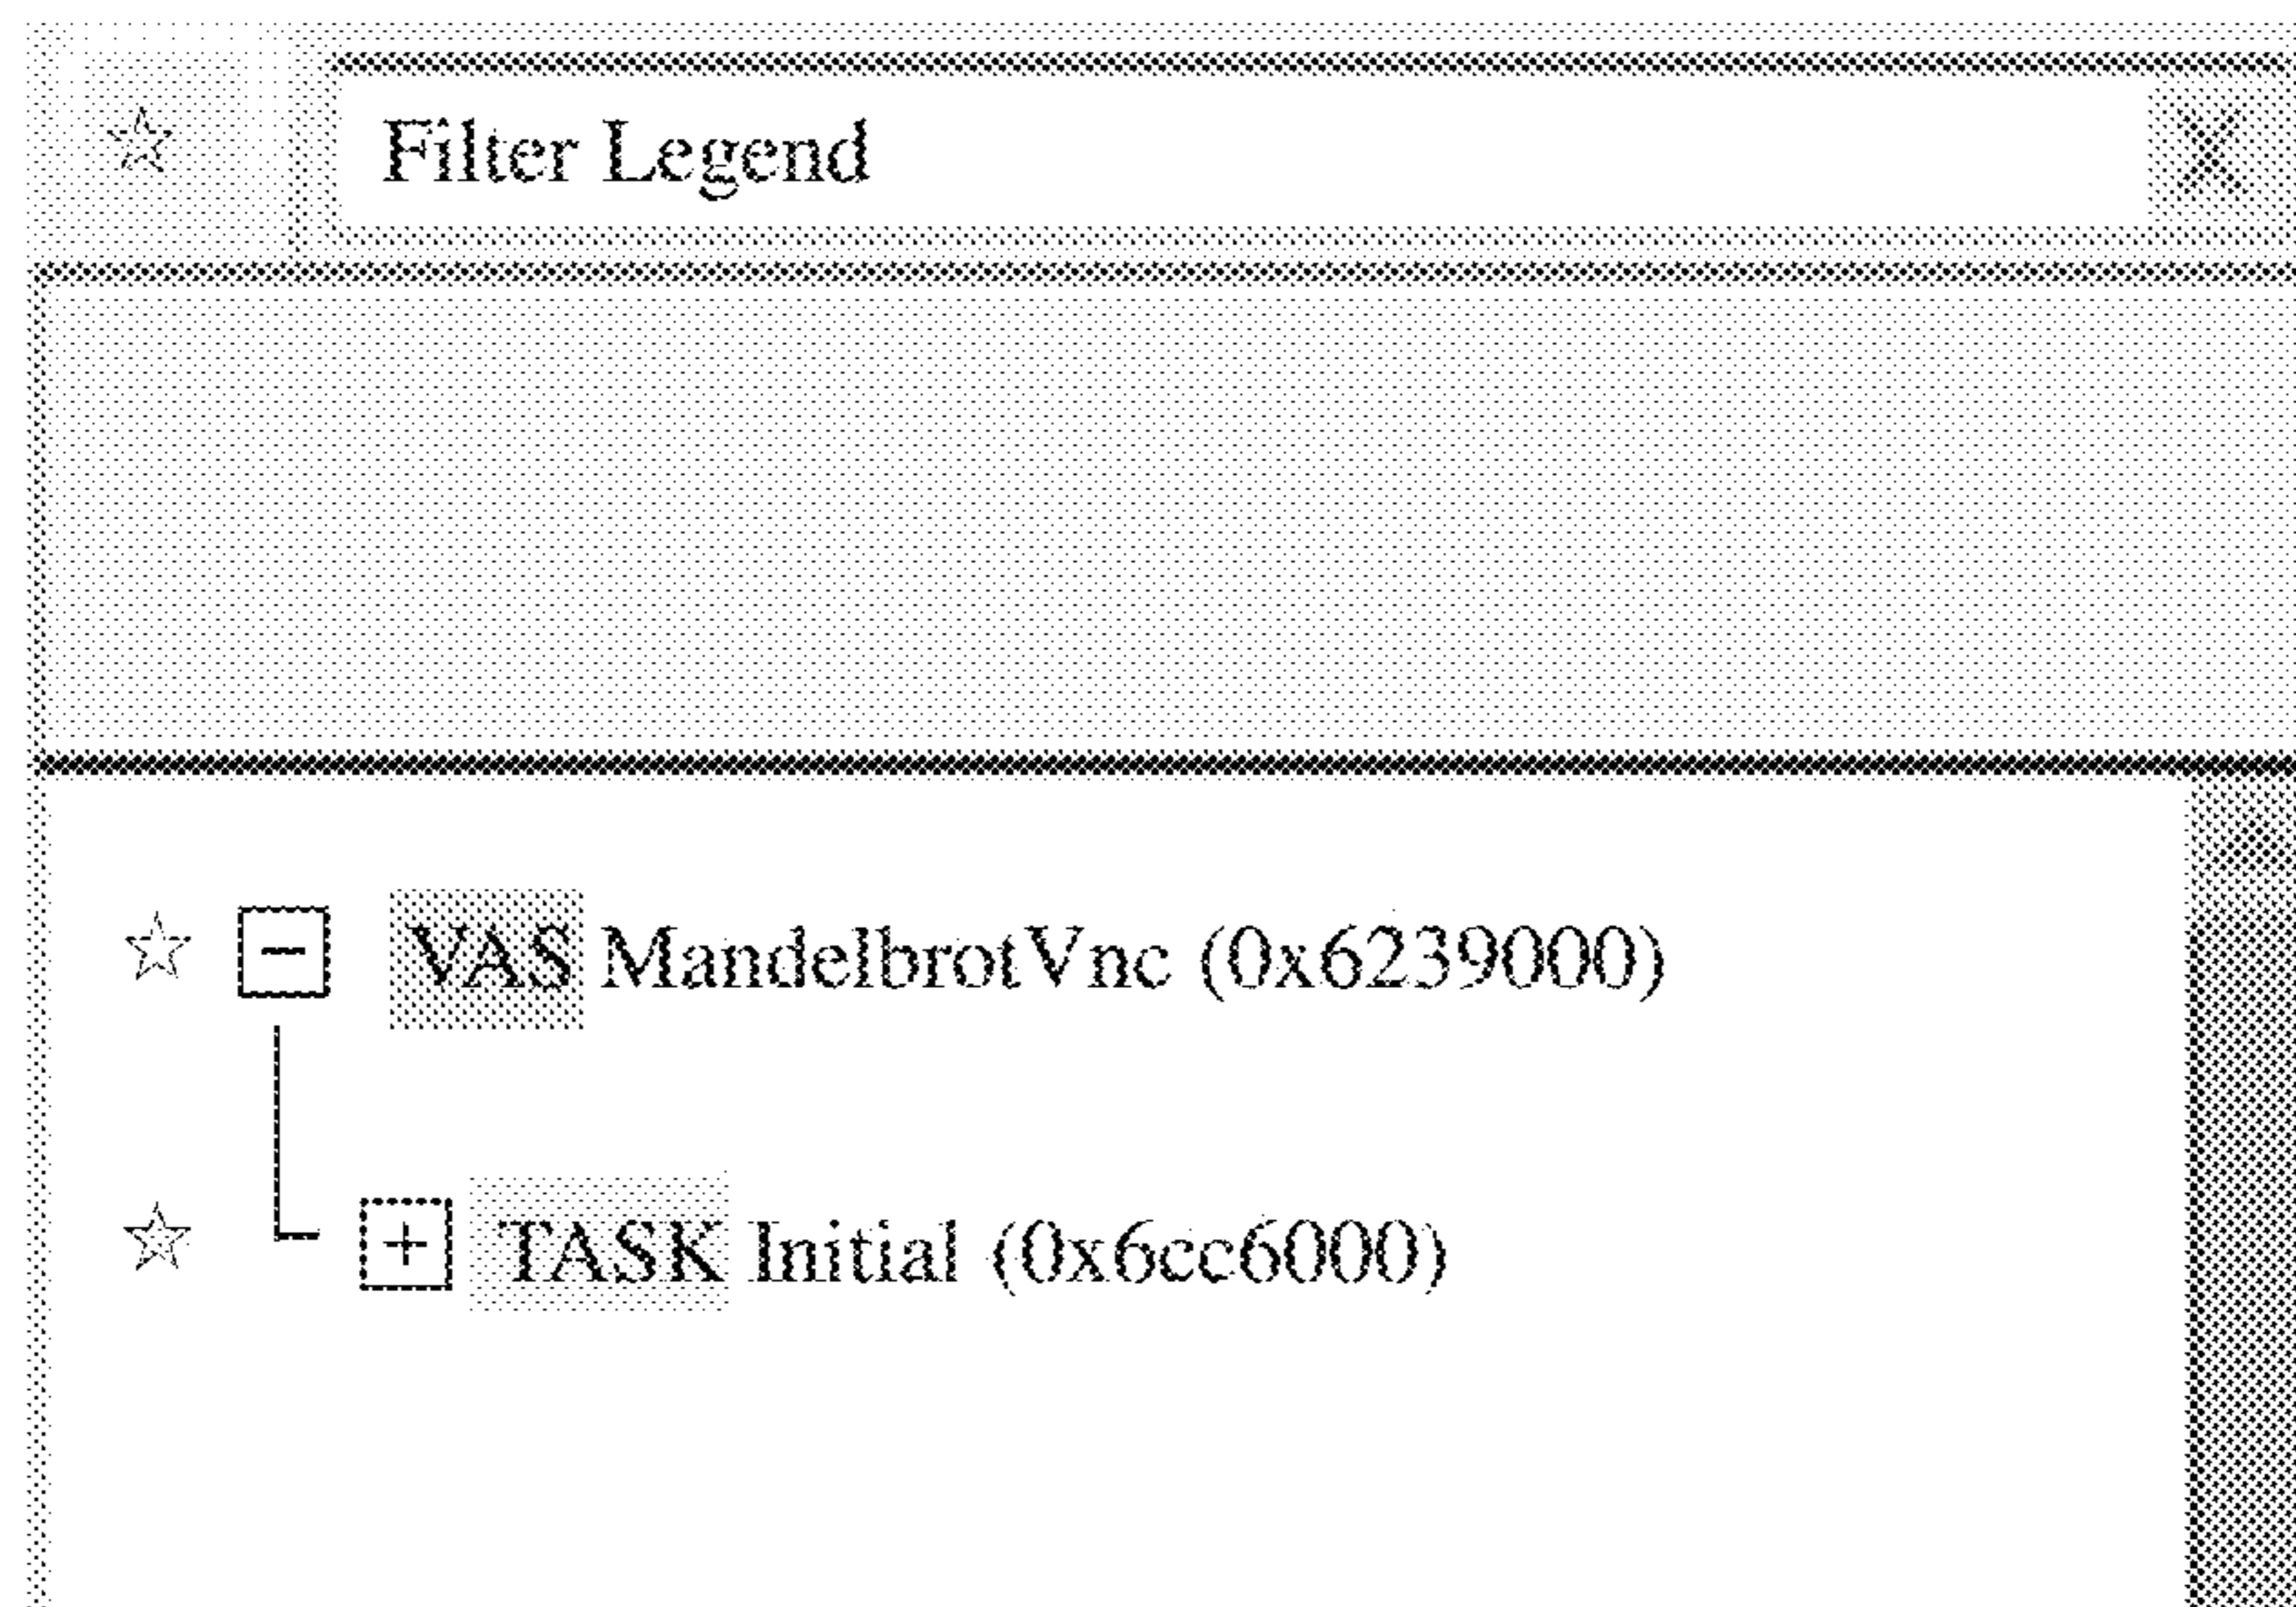 ☆ Filter Legend X
☆ − VAS MandelbrotVnc (0x6239000)
☆ + TASK Initial (0x6cc6000)